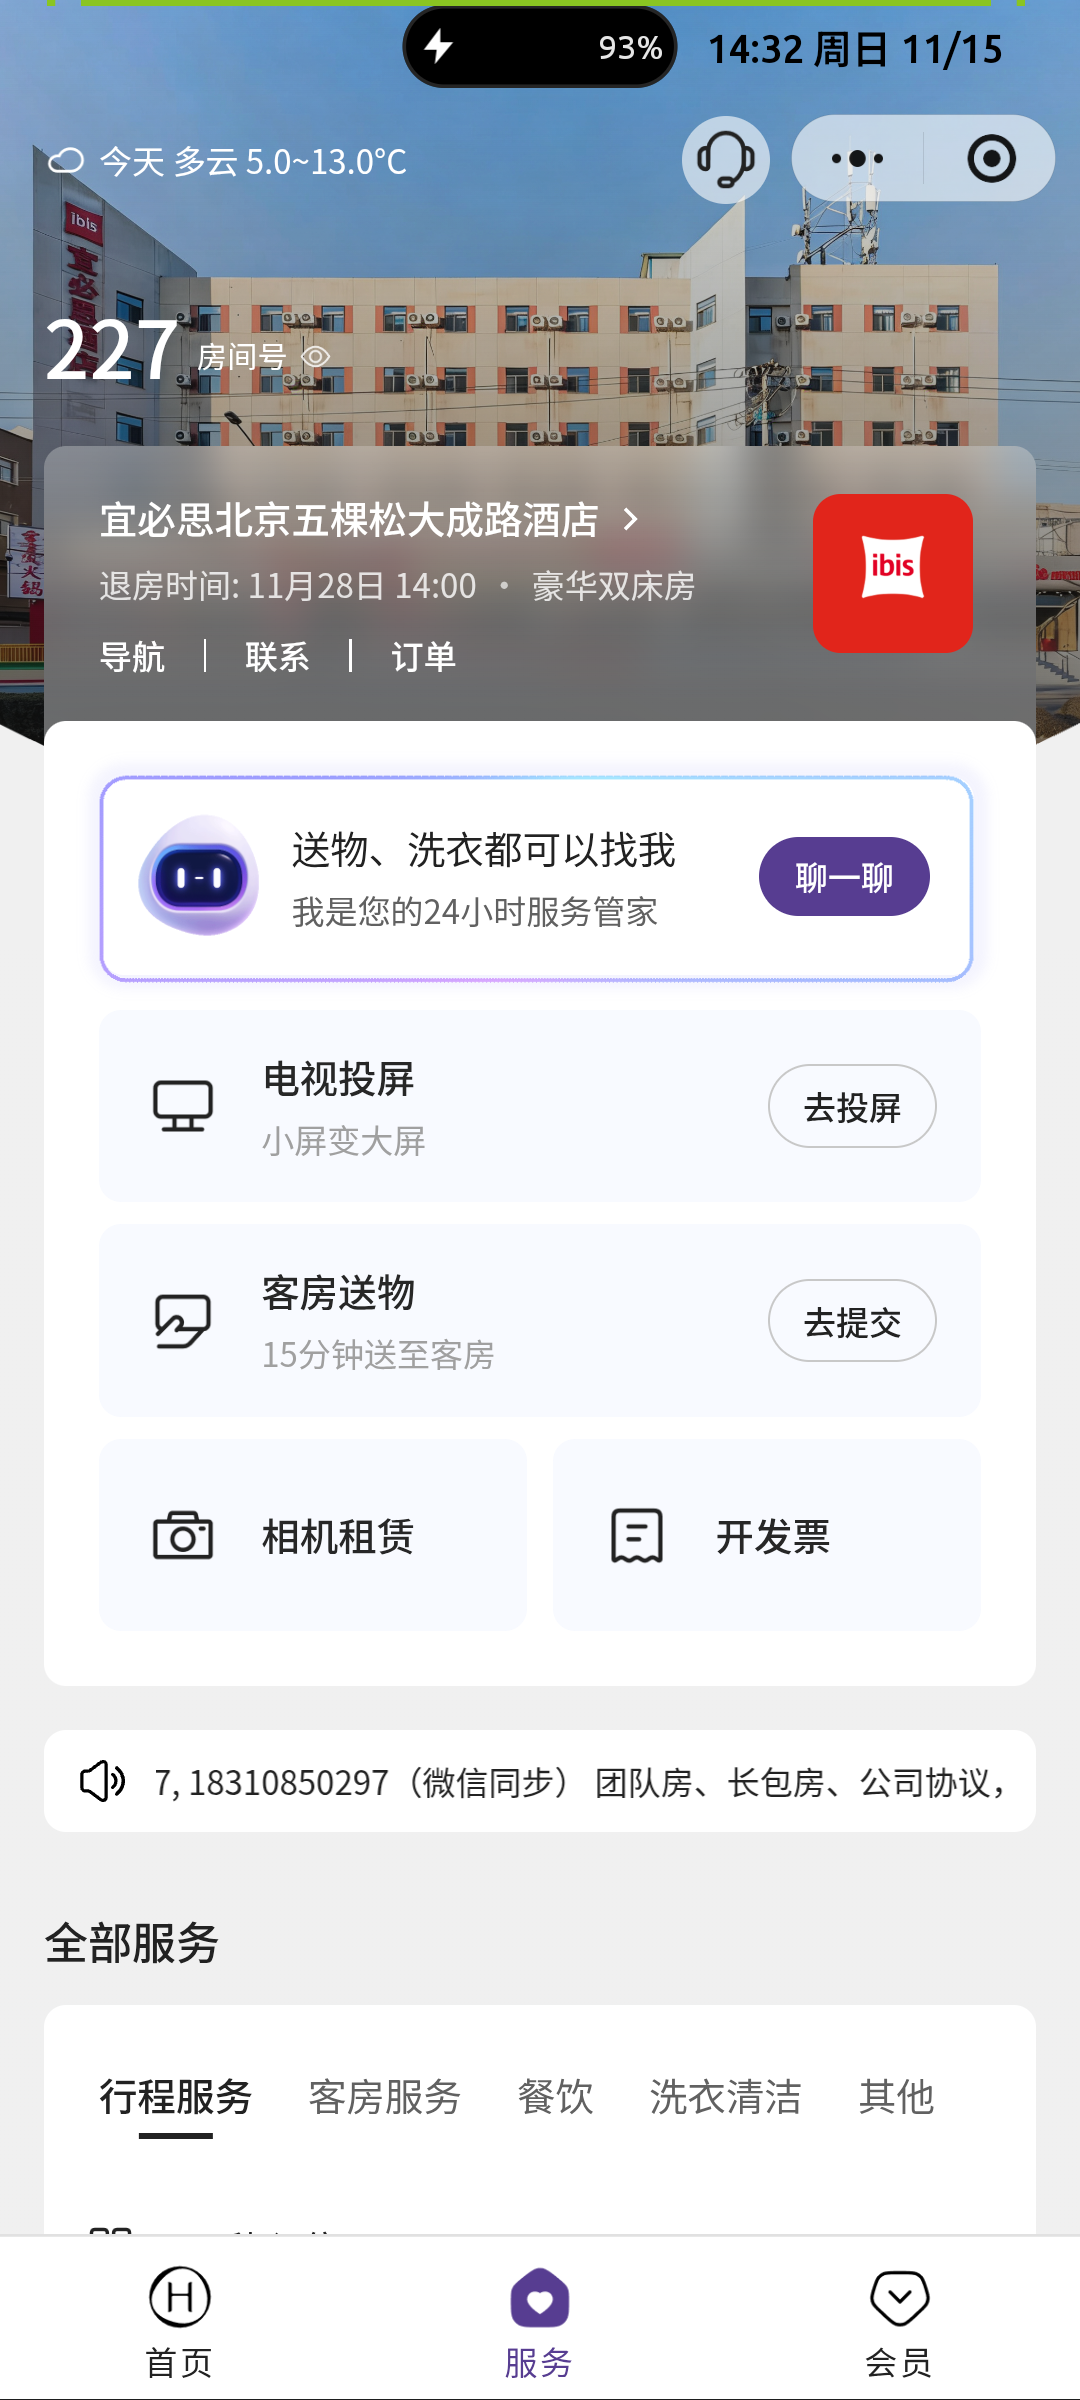 93%
14:32 周日 11/15
今天 多云 5.0~13.0℃
ibis
宜必思酒店
227 房间号
宜必思北京五棵松大成路酒店
退房时间: 11月28日 14:00 • 豪华双床房
导航 | 联系 | 订单
ibis
送物、洗衣都可以找我
我是您的24小时服务管家
聊一聊
电视投屏
小屏变大屏
去投屏
客房送物
15分钟送至客房
去提交
相机租赁
开发票
7, 18310850297（微信同步） 团队房、长包房、公司协议，
全部服务
行程服务 客房服务 餐饮 洗衣清洁 其他
首页 服务 会员